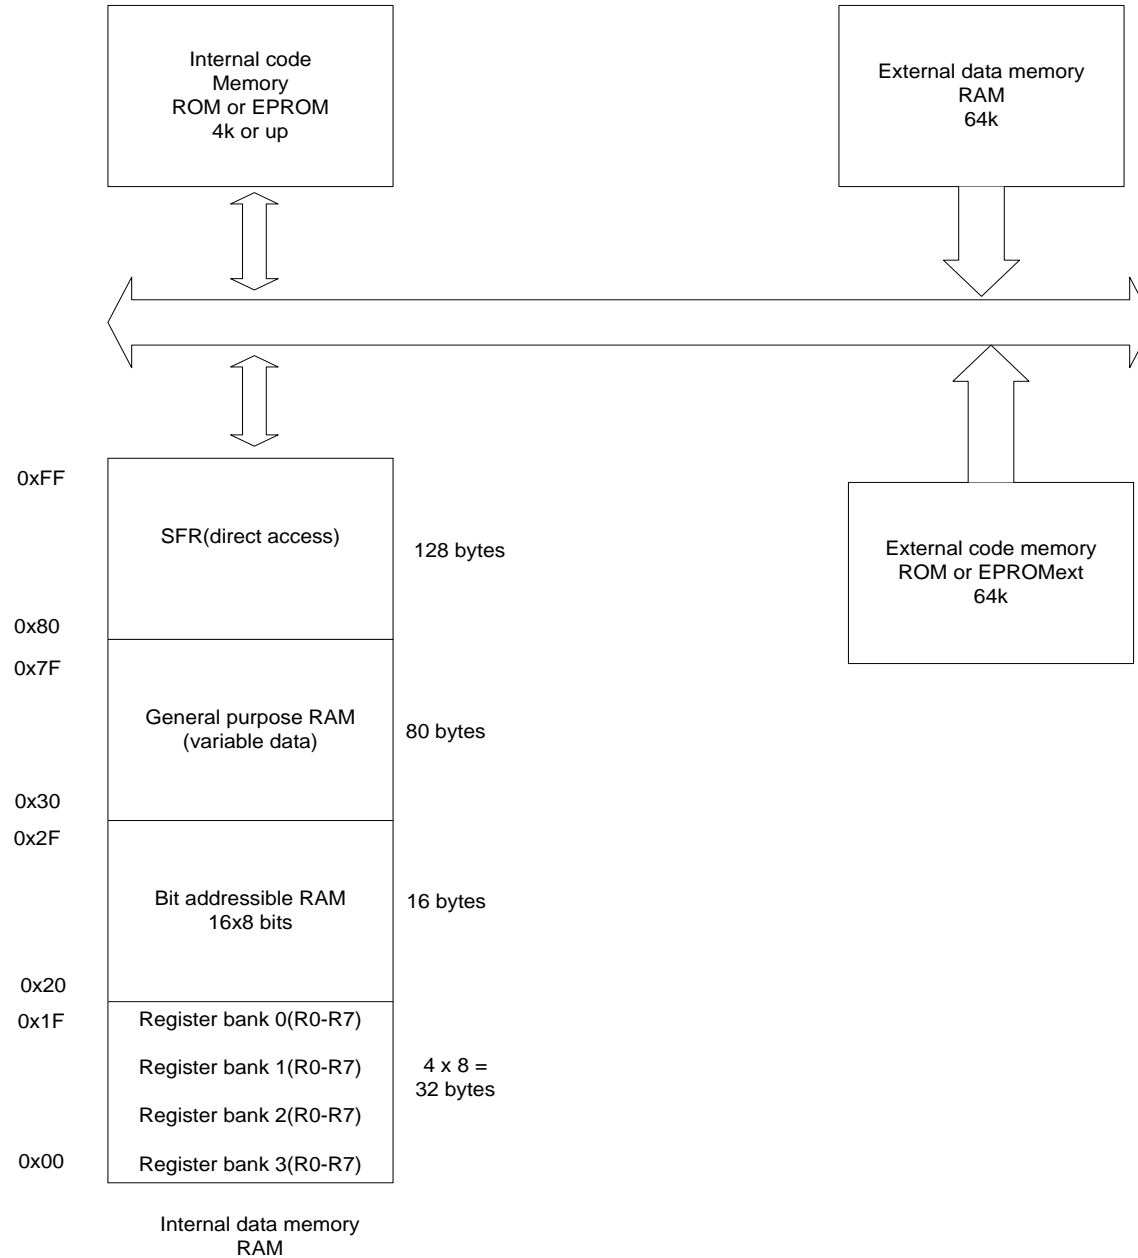 Internal code
Memory
ROM or EPROM
4k or up
External data memory
RAM
64k
0xFF
SFR(direct access)
128 bytes
External code memory
ROM or EPROMext
64k
0x80
0x7F
General purpose RAM
(variable data)
80 bytes
0x30
0x2F
Bit addressible RAM
16x8 bits
16 bytes
0x20
0x1F
Register bank 0(R0-R7)
Register bank 1(R0-R7)
4 x 8 =
32 bytes
Register bank 2(R0-R7)
0x00
Register bank 3(R0-R7)
Internal data memory
RAM